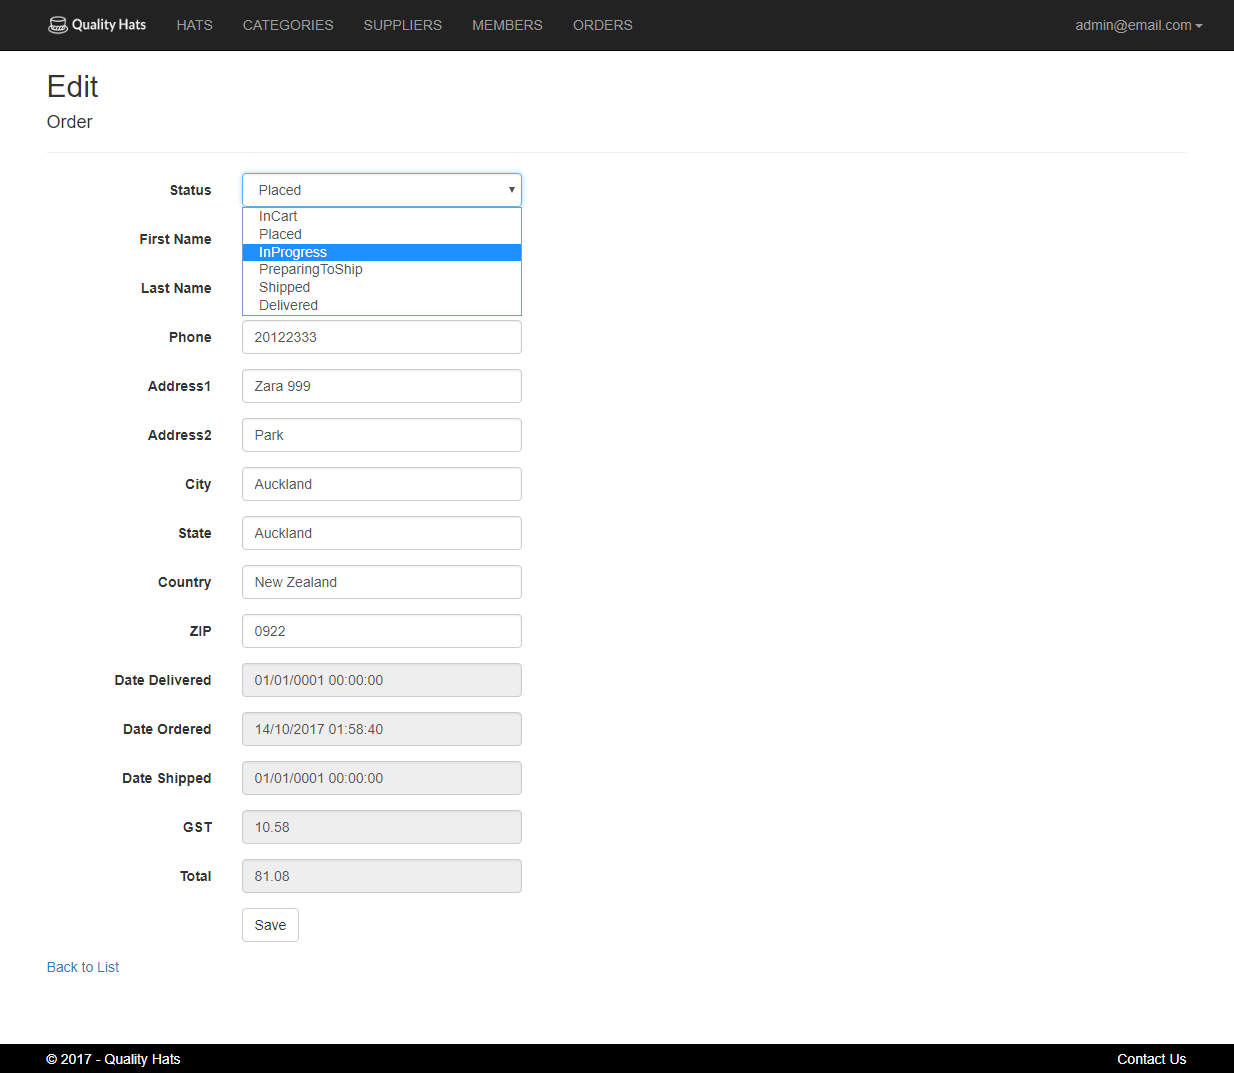 Quality Hats HATS CATEGORIES SUPPLIERS MEMBERS ORDERS admin@email.com
Edit
Order
Status Placed
InCart
Placed
First Name
InProgress
PreparingToShip
Last Name
Shipped
Delivered
Phone 20122333
Address1 Zara 999
Address2 Park
City Auckland
State Auckland
Country New Zealand
ZIP 0922
Date Delivered 01/01/0001 00:00:00
Date Ordered 14/10/2017 01:58:40
Date Shipped 01/01/0001 00:00:00
GST 10.58
Total 81.08
Save
Back to List
© 2017 - Quality Hats Contact Us